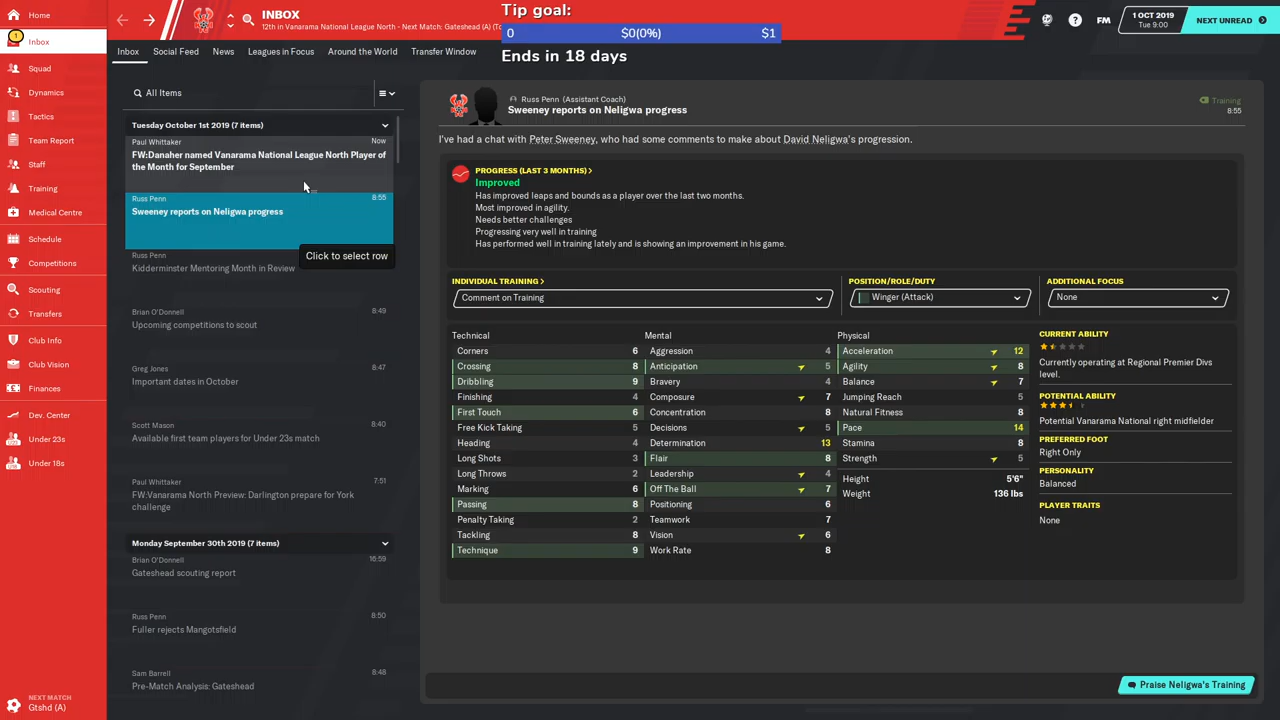 Home
1
Inbox
Squad
Dynamics
Tactics
Team Report
Staff
Training
Medical Centre
Schedule
Competitions
Scouting
Transfers
Club Info
Club Vision
Finances
Dev. Center
Under 23s
Under 18s
NEXT MATCH
Gtshd (A)
INBOX
12th in Vanarama National League North - Next Match: Gateshead (A) (To
Tip goal:
0 $0(0%) $1
Ends in 18 days
FM
1 OCT 2019
Tue 9:00
NEXT UNREAD
Inbox Social Feed News Leagues in Focus Around the World Transfer Window
All Items
Tuesday October 1st 2019 (7 items)
Paul Whittaker Now
FW:Danaher named Vanarama National League North Player of
the Month for September
Russ Penn 8:55
Sweeney reports on Neligwa progress
Click to select row
Russ Penn
Kidderminster Mentoring Month in Review
Brian O'Donnell 8:49
Upcoming competitions to scout
Greg Jones 8:47
Important dates in October
Scott Mason 8:40
Available first team players for Under 23s match
Paul Whittaker 7:51
FW:Vanarama North Preview: Darlington prepare for York
challenge
Monday September 30th 2019 (7 items)
Brian O'Donnell 16:59
Gateshead scouting report
Russ Penn 8:50
Fuller rejects Mangotsfield
Sam Barrell 8:48
Pre-Match Analysis: Gateshead
Russ Penn (Assistant Coach)
Sweeney reports on Neligwa progress
Training
8:55
I've had a chat with Peter Sweeney, who had some comments to make about David Neligwa's progression.
PROGRESS (LAST 3 MONTHS) >
Improved
Has improved leaps and bounds as a player over the last two months.
Most improved in agility.
Needs better challenges
Progressing very well in training
Has performed well in training lately and is showing an improvement in his game.
INDIVIDUAL TRAINING > POSITION/ROLE/DUTY ADDITIONAL FOCUS
Comment on Training Winger (Attack) None
Technical Mental Physical
Corners 6 Aggression 4 Acceleration 12
Crossing 8 Anticipation 5 Agility 8
Dribbling 9 Bravery 4 Balance 7
Finishing 4 Composure 7 Jumping Reach 5
First Touch 6 Concentration 8 Natural Fitness 8
Free Kick Taking 5 Decisions 5 Pace 14
Heading 4 Determination 13 Stamina 8
Long Shots 3 Flair 8 Strength 5
Long Throws 2 Leadership 4
Marking 6 Off The Ball 7
Passing 8 Positioning 6
Penalty Taking 2 Teamwork 7
Tackling 8 Vision 6
Technique 9 Work Rate 8
Height 5'6"
Weight 136 lbs
CURRENT ABILITY
Currently operating at Regional Premier Divs
level.
POTENTIAL ABILITY
Potential Vanarama National right midfielder
PREFERRED FOOT
Right Only
PERSONALITY
Balanced
PLAYER TRAITS
None
Praise Neligwa's Training